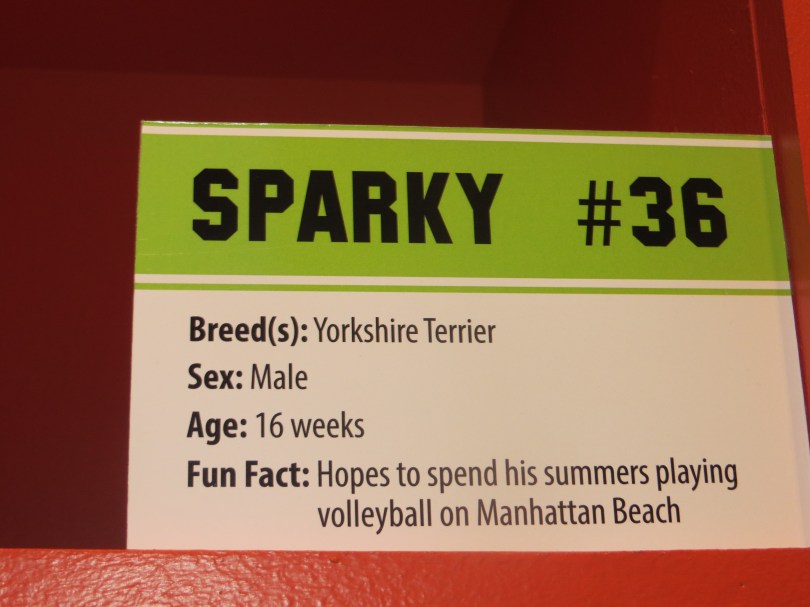 SPARKY #36
Breed(s): Yorkshire Terrier
Sex: Male
Age: 16 weeks
Fun Fact: Hopes to spend his summers playing
volleyball on Manhattan Beach